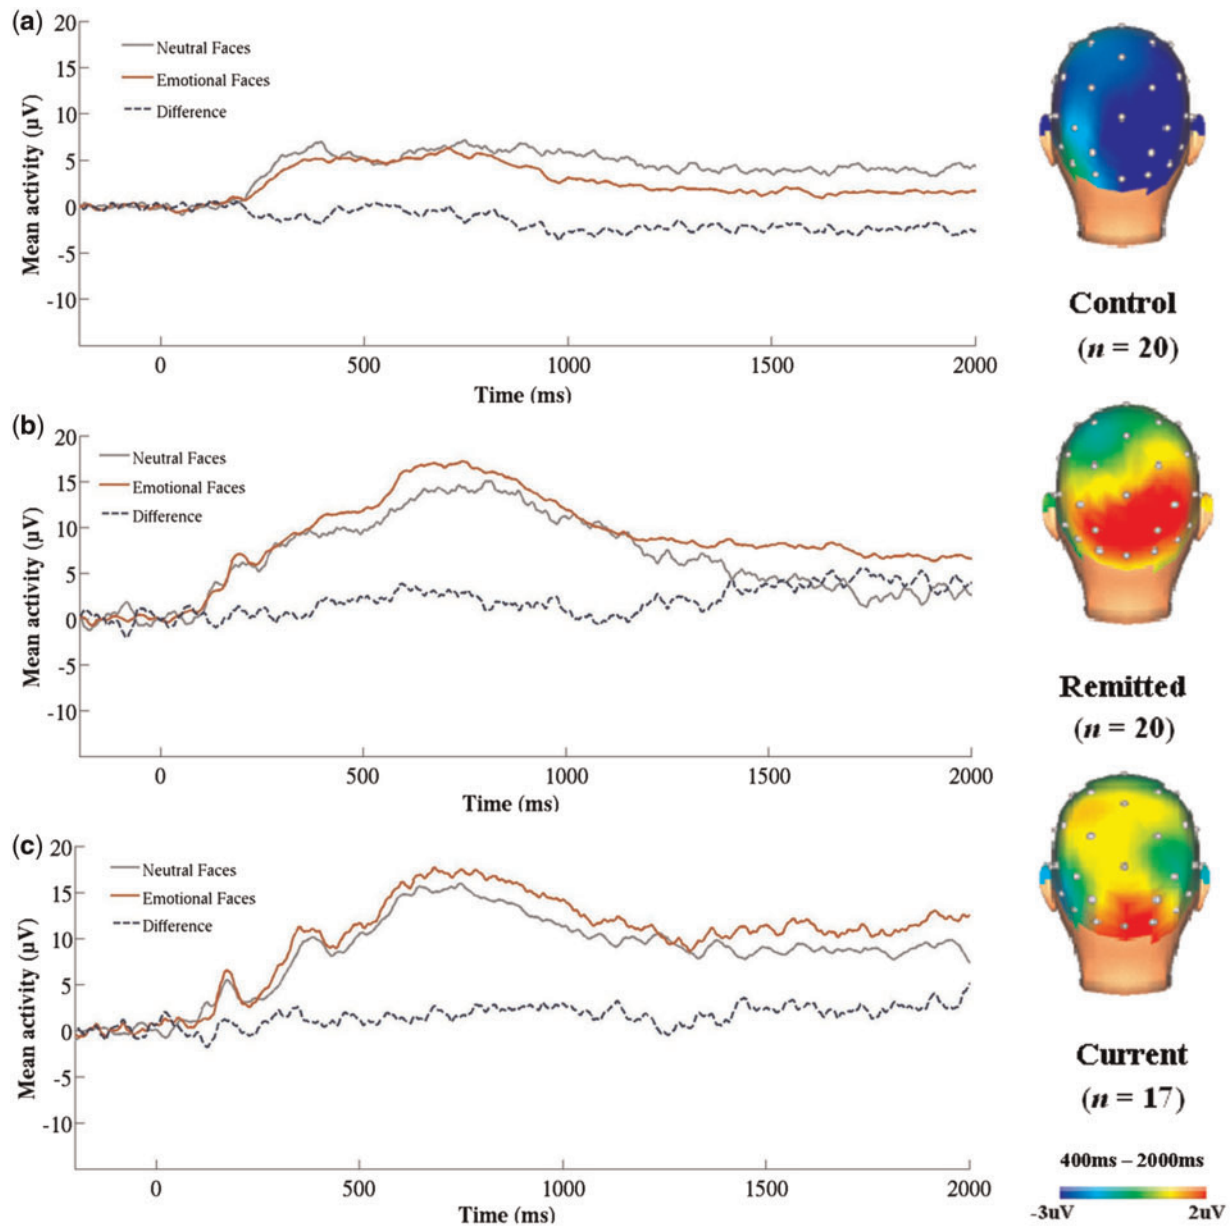 (a)
20
15
10
5
0
-5
-10
Mean activity (µV)
Neutral Faces
Emotional Faces
Difference
0 500 1000 1500 2000
Time (ms)
Control
(n = 20)
(b)
20
15
10
5
0
-5
-10
Mean activity (µV)
Neutral Faces
Emotional Faces
Difference
0 500 1000 1500 2000
Time (ms)
Remitted
(n = 20)
(c)
20
15
10
5
0
-5
-10
Mean activity (µV)
Neutral Faces
Emotional Faces
Difference
0 500 1000 1500 2000
Time (ms)
Current
(n = 17)
400ms – 2000ms
-3uV 2uV